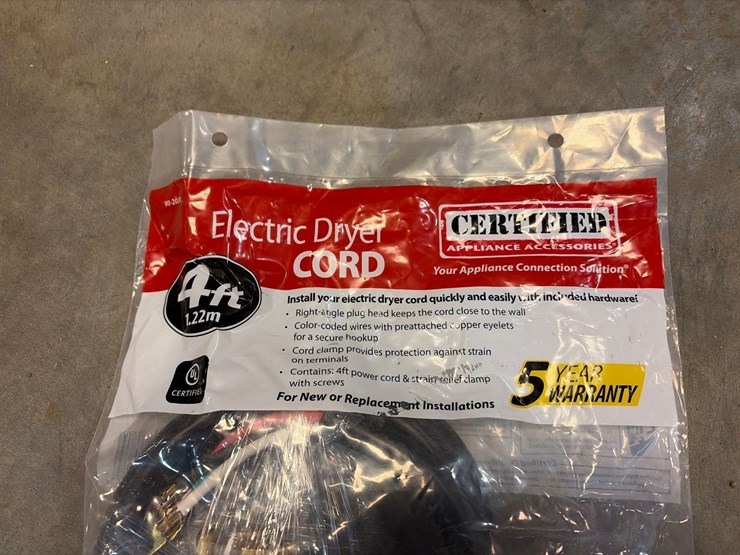 Electric Dryer
CORD
CERTIFIED
APPLIANCE ACCESSORIES®
Your Appliance Connection Solution®
4ft
1.22m
Install your electric dryer cord quickly and easily with included hardware!
• Right-angle plug head keeps the cord close to the wall
• Color-coded wires with preattached copper eyelets
for a secure hookup
• Cord clamp provides protection against strain
on terminals
• Contains: 4ft power cord & strain relief clamp
with screws
For New or Replacement Installations
5 YEAR
WARRANTY
UL
CERTIFIED